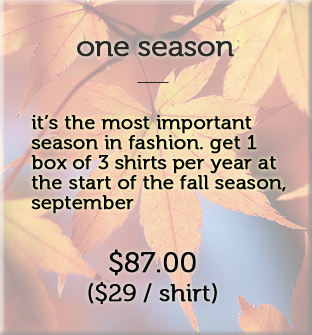 one season
it's the most important
season in fashion. get 1
box of 3 shirts per year at
the start of the fall season,
september
$87.00
($29 / shirt)